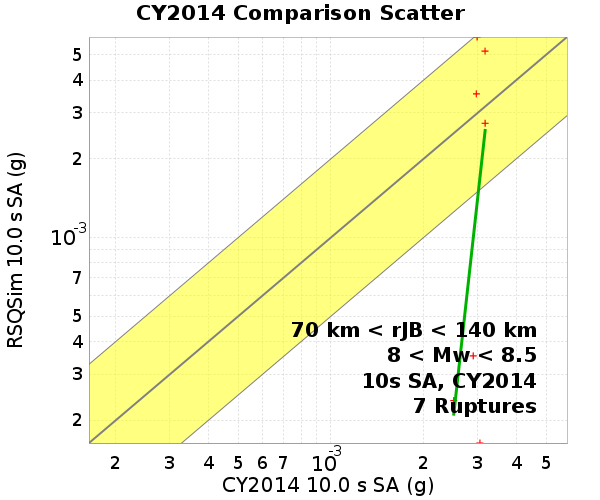 CY2014 Comparison Scatter
RSQSim 10.0 s SA (g)
5
4
3
2
10-3
7
5
4
3
2
70 km < rJB < 140 km
8 < Mw < 8.5
10s SA, CY2014
7 Ruptures
2 3 4 5 6 7 10-3 2 3 4 5
CY2014 10.0 s SA (g)